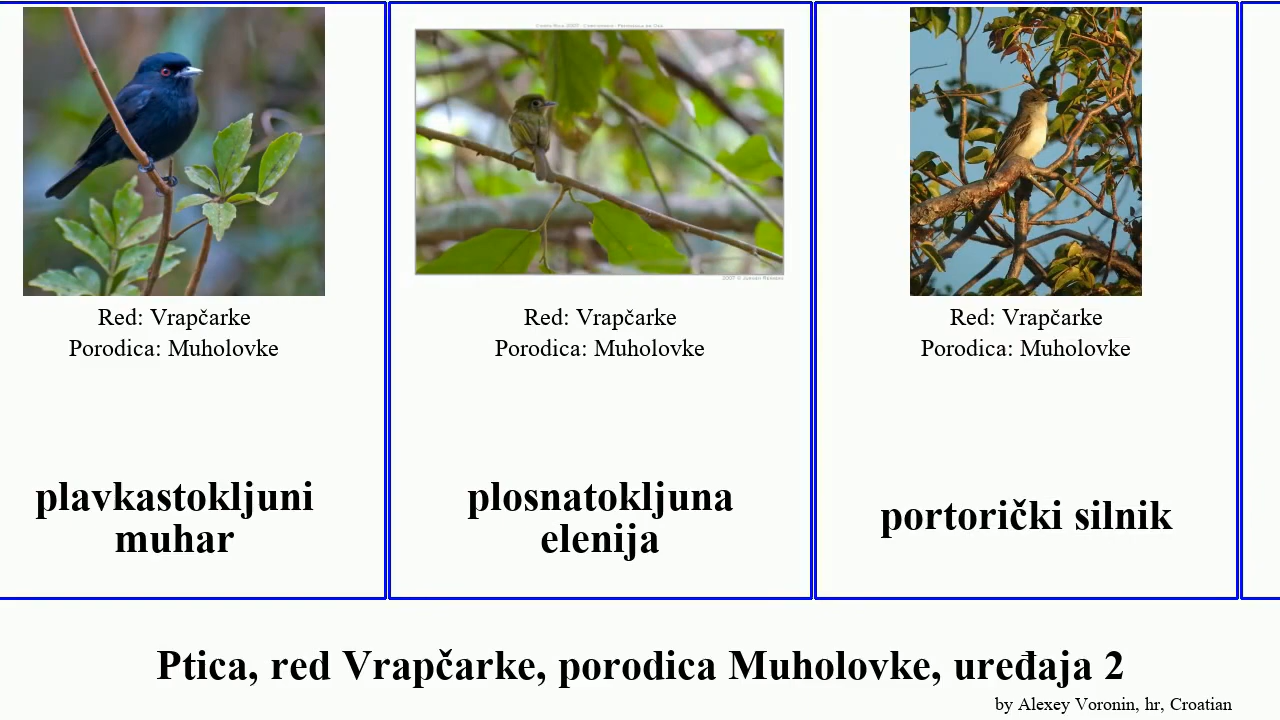 Red: Vrapčarke
Porodica: Muholovke
plavkastokljuni
muhar
Red: Vrapčarke
Porodica: Muholovke
plosnatokljuna
elenija
Red: Vrapčarke
Porodica: Muholovke
portorički silnik
Ptica, red Vrapčarke, porodica Muholovke, uređaja 2
by Alexey Voronin, hr, Croatian